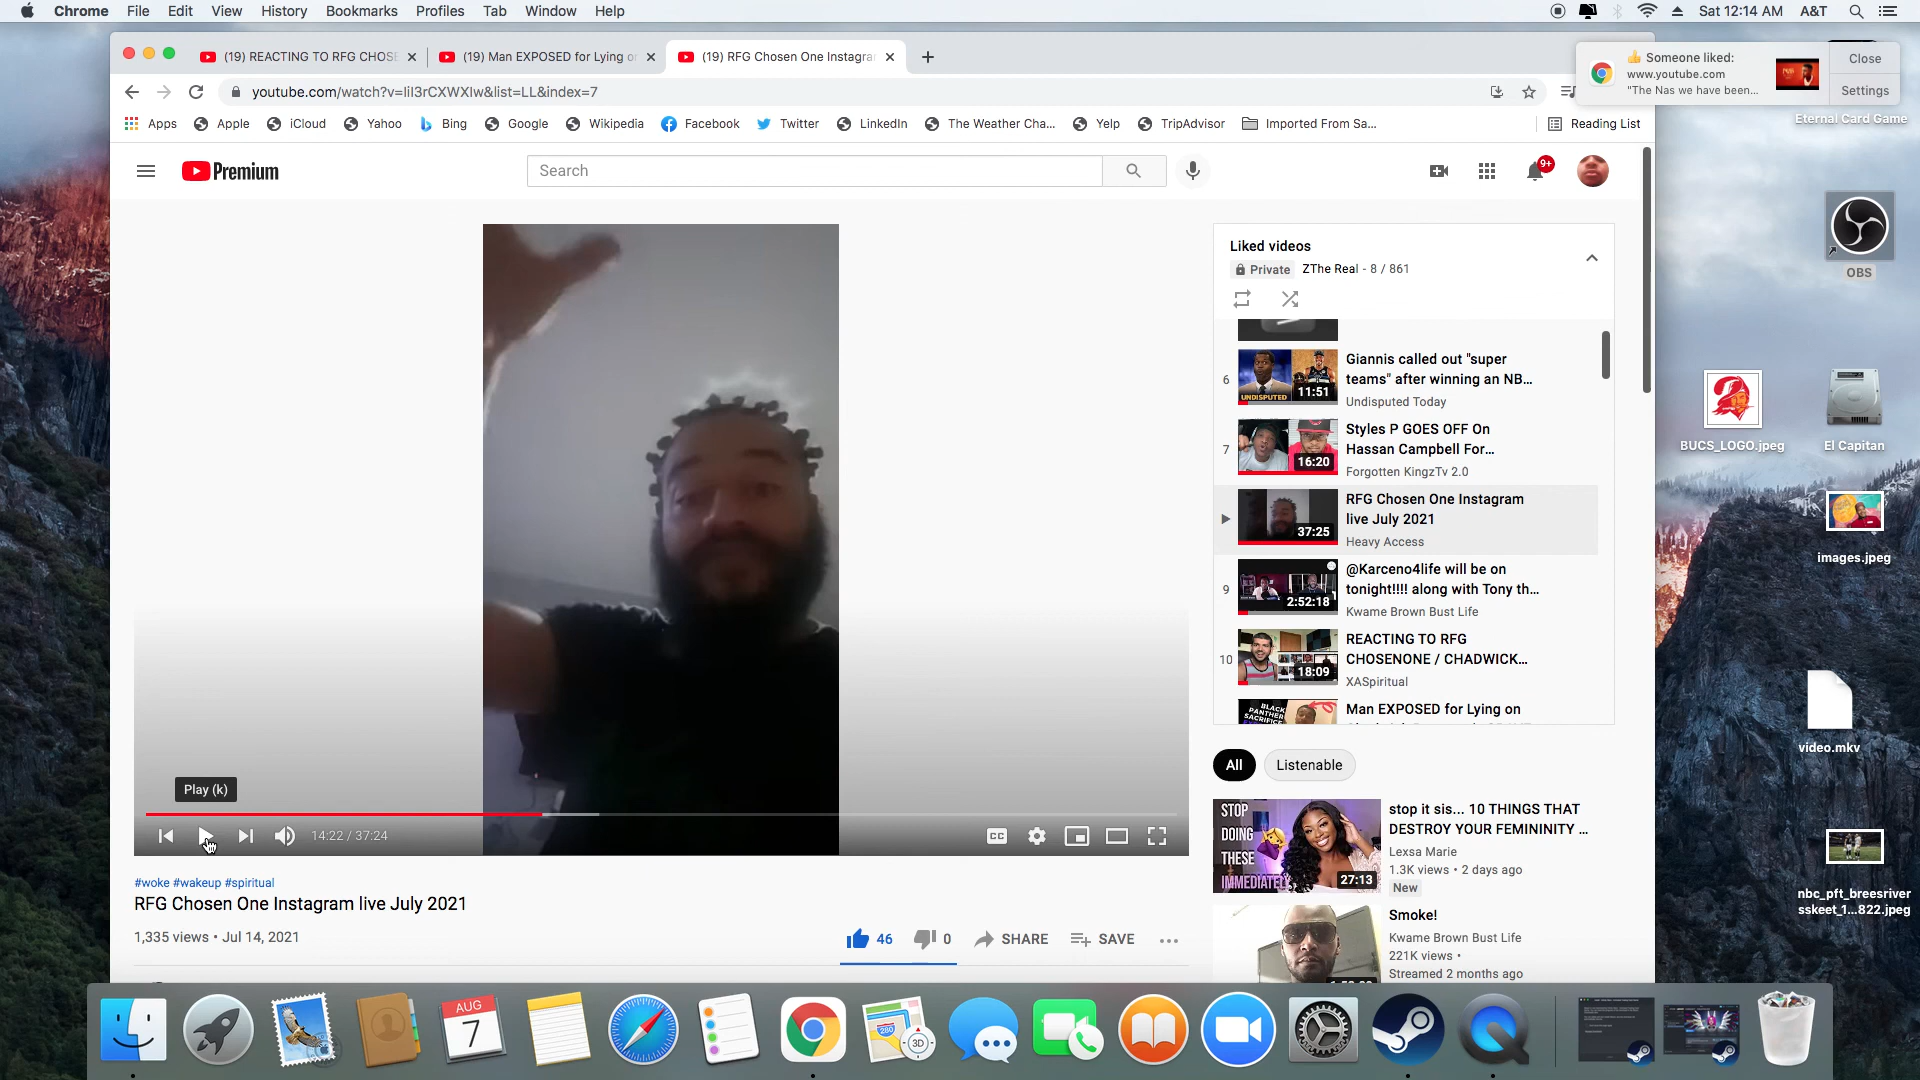 Chrome File Edit View History Bookmarks Profiles Tab Window Help
Sat 12:14 AM A&T
(19) REACTING TO RFG CHOSE
(19) Man EXPOSED for Lying or
(19) RFG Chosen One Instagram
youtube.com/watch?v=Iil3rCXWXIw&list=LL&index=7
👍 Someone liked:
www.youtube.com
"The Nas we have been...
Close
Settings
Apps Apple iCloud Yahoo Bing Google Wikipedia Facebook Twitter LinkedIn The Weather Cha... Yelp TripAdvisor Imported From Sa... Reading List
Eternal Card Game
Premium
Search
9+
OBS
BUCS_LOGO.jpeg
El Capitan
images.jpeg
video.mkv
nbc_pft_breesriver
sskeet_1...822.jpeg
Play (k)
14:22 / 37:24
CC
#woke #wakeup #spiritual
RFG Chosen One Instagram live July 2021
1,335 views • Jul 14, 2021
46 0 SHARE SAVE ...
Liked videos
Private ZThe Real - 8 / 861
6
UNDISPUTED
11:51
Giannis called out "super
teams" after winning an NB...
Undisputed Today
7
16:20
Styles P GOES OFF On
Hassan Campbell For...
Forgotten KingzTv 2.0
37:25
RFG Chosen One Instagram
live July 2021
Heavy Access
9
2:52:18
@Karceno4life will be on
tonight!!!! along with Tony th...
Kwame Brown Bust Life
10
18:09
REACTING TO RFG
CHOSENONE / CHADWICK...
XASpiritual
BLACK
PANTHER
SACRIFICE
Man EXPOSED for Lying on
All
Listenable
STOP
DOING
THESE
IMMEDIATELY
27:13
stop it sis... 10 THINGS THAT
DESTROY YOUR FEMININITY ...
Lexsa Marie
1.3K views • 2 days ago
New
Smoke!
Kwame Brown Bust Life
221K views •
Streamed 2 months ago
AUG
7
280
3D